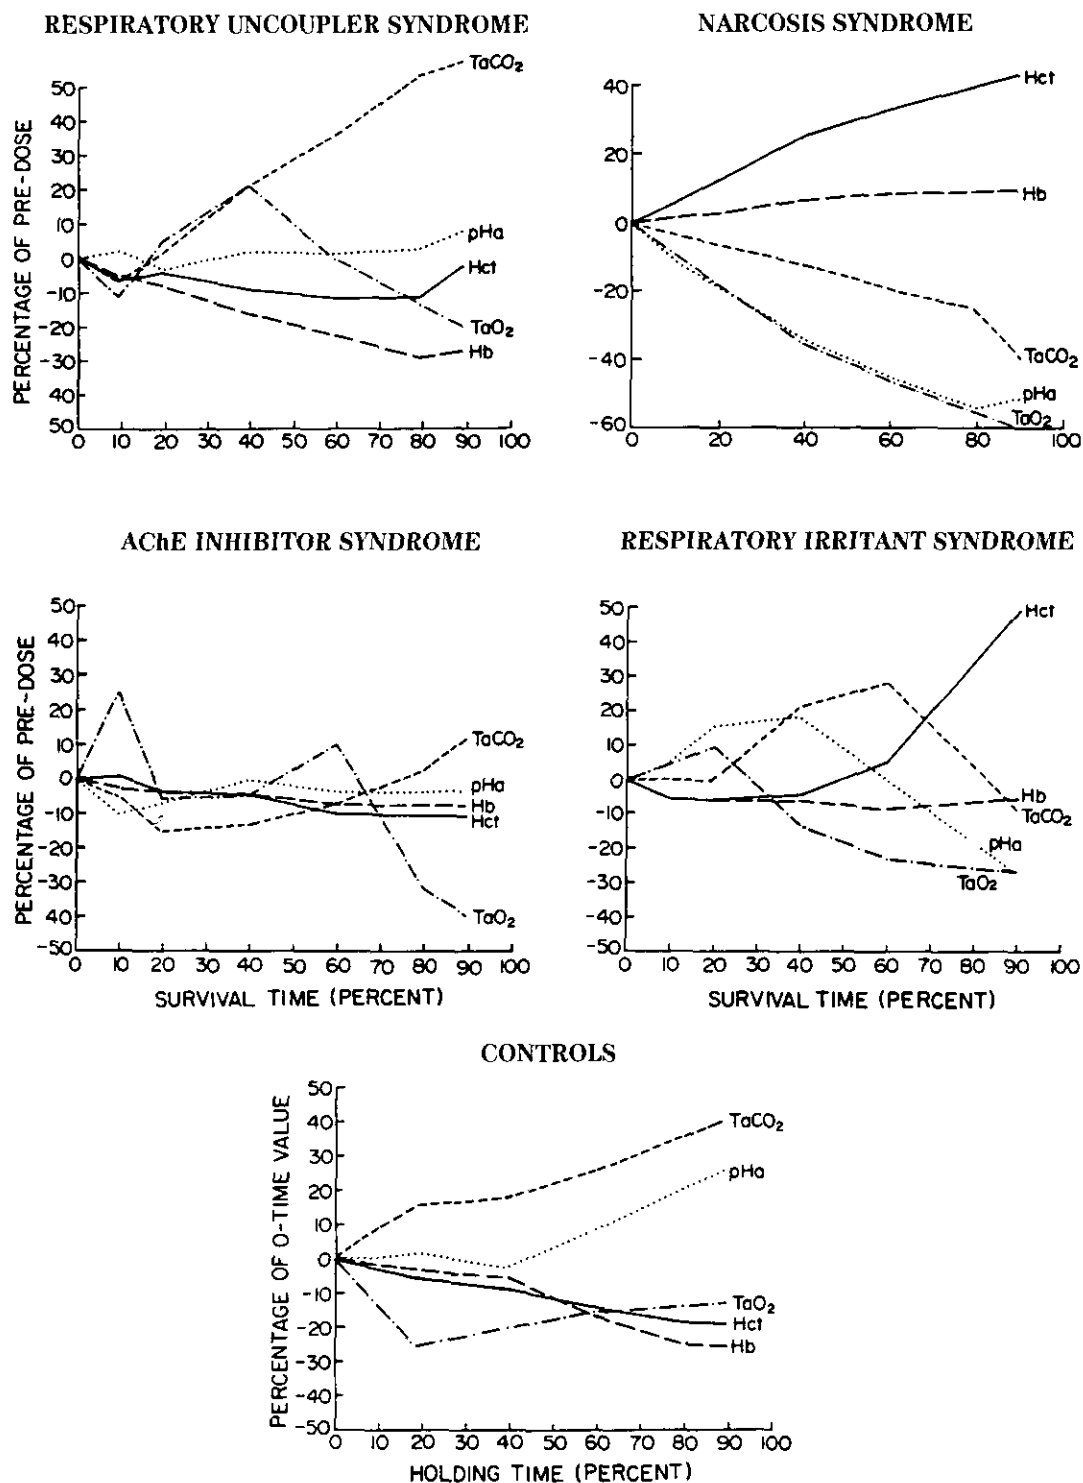 RESPIRATORY UNCOUPLER SYNDROME
PERCENTAGE OF PRE-DOSE
50
40
30
20
10
0
-10
-20
-30
-40
50
0 10 20 30 40 50 60 70 80 90 100
TaCO₂
pHa
Hct
TaO₂
Hb
NARCOSIS SYNDROME
40
20
0
-20
-40
-60
0 20 40 60 80 100
Hct
Hb
TaCO₂
pHa
TaO₂
AChE INHIBITOR SYNDROME
PERCENTAGE OF PRE-DOSE
50
40
30
20
10
0
-10
-20
-30
-40
-50
0 10 20 30 40 50 60 70 80 90 100
SURVIVAL TIME (PERCENT)
TaCO₂
pHa
Hb
Hct
TaO₂
RESPIRATORY IRRITANT SYNDROME
50
40
30
20
10
0
-10
-20
-30
-40
-50
0 10 20 30 40 50 60 70 80 90 100
SURVIVAL TIME (PERCENT)
Hct
Hb
TaCO₂
pHa
TaO₂
CONTROLS
PERCENTAGE OF 0-TIME VALUE
50
40
30
20
10
0
-10
-20
-30
-40
-50
0 10 20 30 40 50 60 70 80 90 100
HOLDING TIME (PERCENT)
TaCO₂
pHa
TaO₂
Hct
Hb